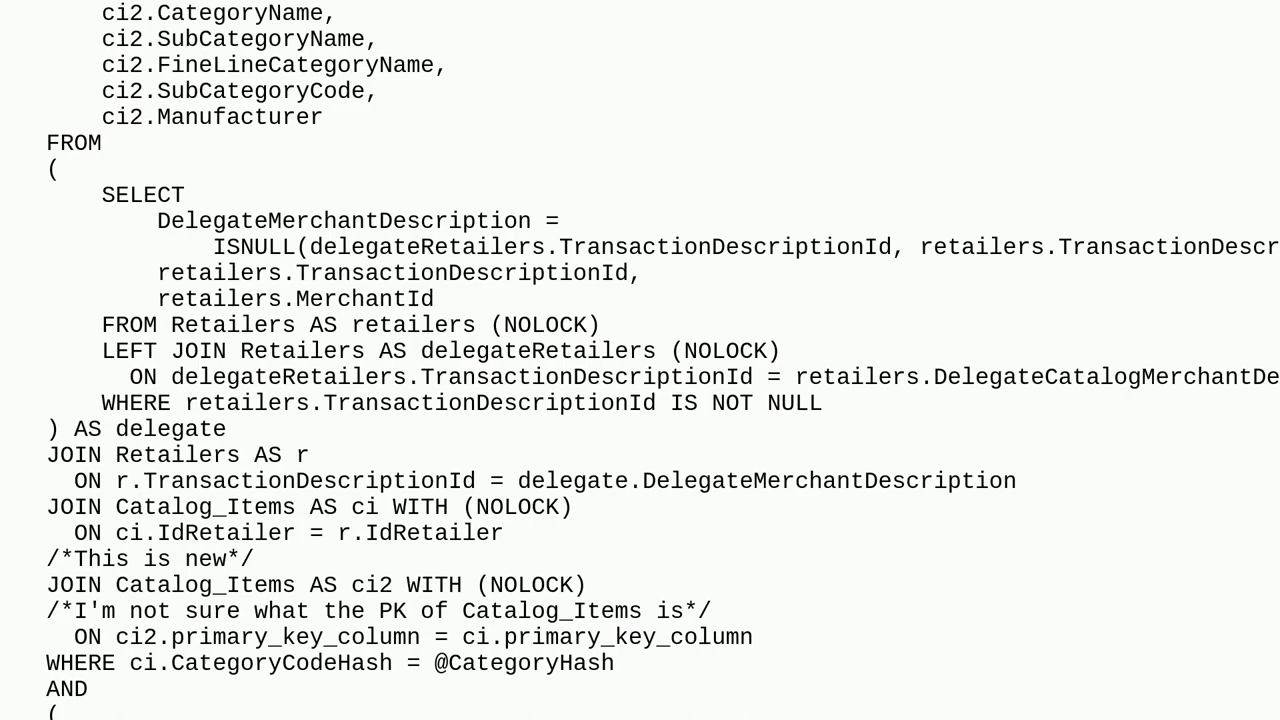 ci2.CategoryName,
ci2.SubCategoryName,
ci2.FineLineCategoryName,
ci2.SubCategoryCode,
ci2.Manufacturer
FROM
(
SELECT
DelegateMerchantDescription =
ISNULL(delegateRetailers.TransactionDescriptionId, retailers.TransactionDescr
retailers.TransactionDescriptionId,
retailers.MerchantId
FROM Retailers AS retailers (NOLOCK)
LEFT JOIN Retailers AS delegateRetailers (NOLOCK)
ON delegateRetailers.TransactionDescriptionId = retailers.DelegateCatalogMerchantDe
WHERE retailers.TransactionDescriptionId IS NOT NULL
) AS delegate
JOIN Retailers AS r
ON r.TransactionDescriptionId = delegate.DelegateMerchantDescription
JOIN Catalog_Items AS ci WITH (NOLOCK)
ON ci.IdRetailer = r.IdRetailer
/*This is new*/
JOIN Catalog_Items AS ci2 WITH (NOLOCK)
/*I'm not sure what the PK of Catalog_Items is*/
ON ci2.primary_key_column = ci.primary_key_column
WHERE ci.CategoryCodeHash = @CategoryHash
AND
(